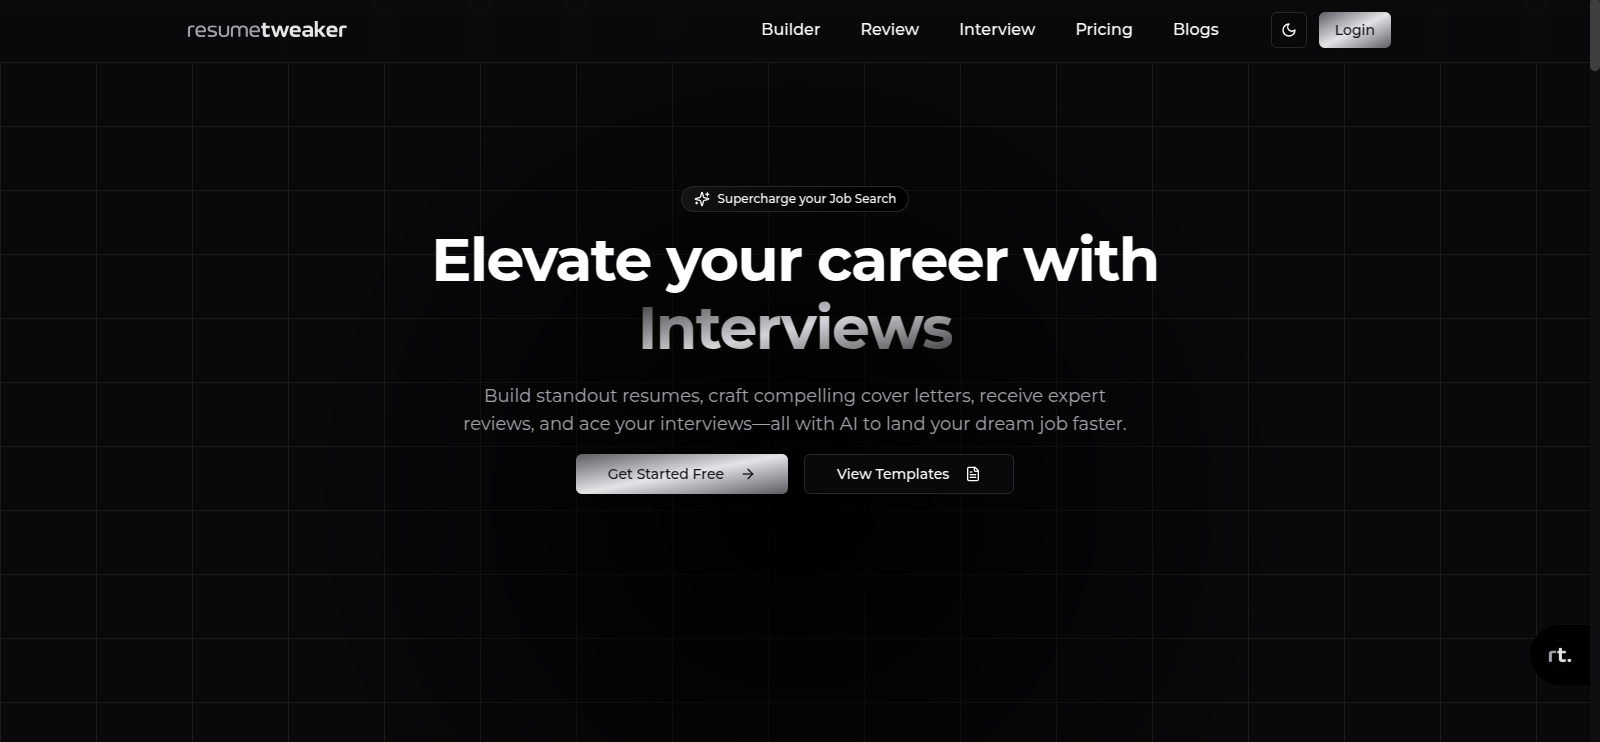 resumetweaker
Builder
Review
Interview
Pricing
Blogs
Login
Supercharge your Job Search
Elevate your career with
Interviews
Build standout resumes, craft compelling cover letters, receive expert
reviews, and ace your interviews—all with AI to land your dream job faster.
Get Started Free
View Templates
rt.